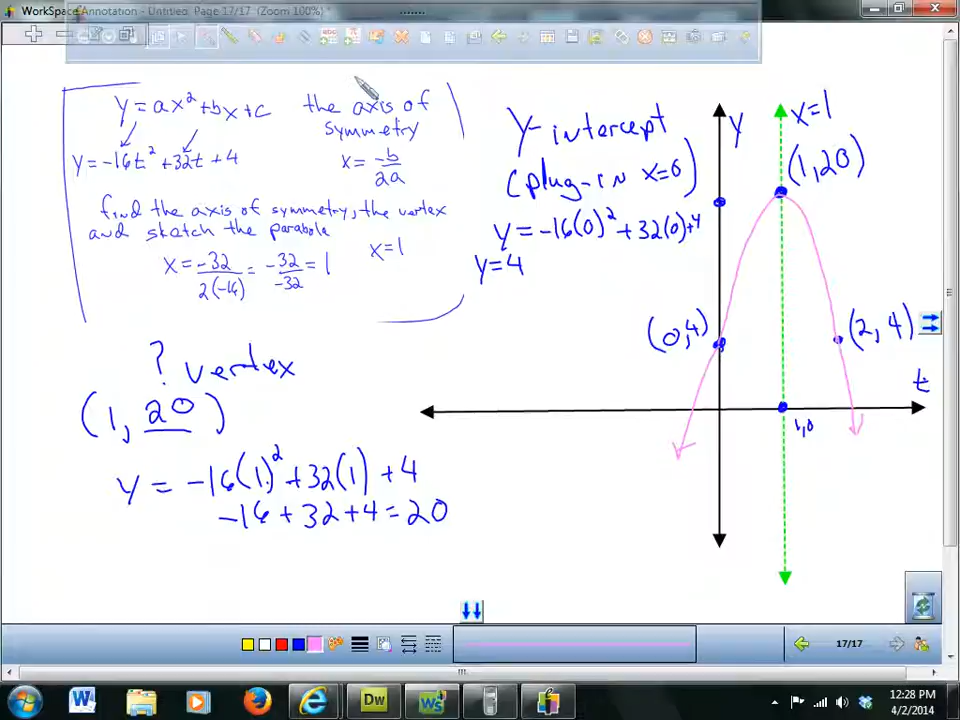 WorkSpace Annotation - Untitled Page 17/17 (Zoom 100%) *
y = ax² + bx + c
y = -16t² + 32t + 4
the axis of
symmetry
x = -b/2a
find the axis of symmetry, the vertex
and sketch the parabola
x = -32/2(-16) = -32/-32 = 1
x=1
? vertex
(1, 20)
y = -16(1)² + 32(1) + 4
-16 + 32 + 4 = 20
Y-intercept
(plug-in x=0)
y = -16(0)² + 32(0) + 4
y=4
y
x=1
(1,20)
(0,4)
(2,4)
t
1,0
17/17
W
Dw
Ws
12:28 PM
4/2/2014